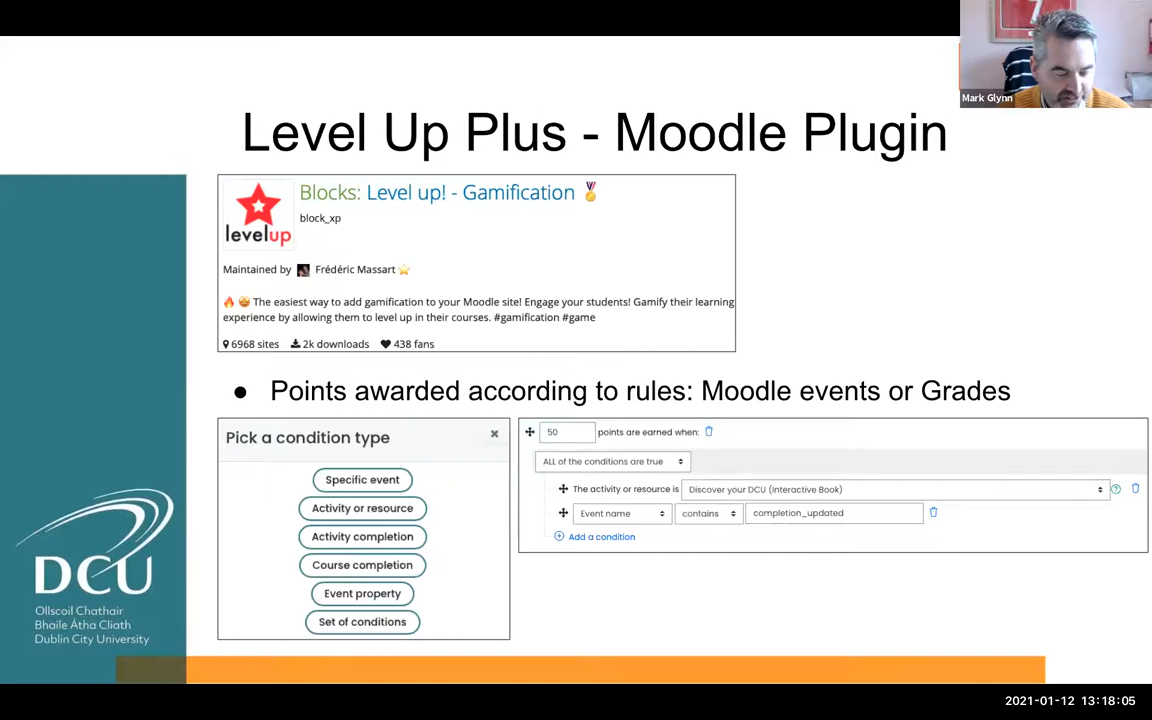 7
Mark Glynn
Level Up Plus - Moodle Plugin
Blocks: Level up! - Gamification 🏅
block_xp
levelup
Maintained by Frédéric Massart ⭐
🔥 🤩 The easiest way to add gamification to your Moodle site! Engage your students! Gamify their learning
experience by allowing them to level up in their courses. #gamification #game
6968 sites 2k downloads 438 fans
● Points awarded according to rules: Moodle events or Grades
Pick a condition type ✖
Specific event
Activity or resource
Activity completion
Course completion
Event property
Set of conditions
50 points are earned when:
ALL of the conditions are true
The activity or resource is Discover your DCU (Interactive Book)
Event name contains completion_updated
Add a condition
DCU
Ollscoil Chathair
Bhaile Átha Cliath
Dublin City University
2021-01-12 13:18:05